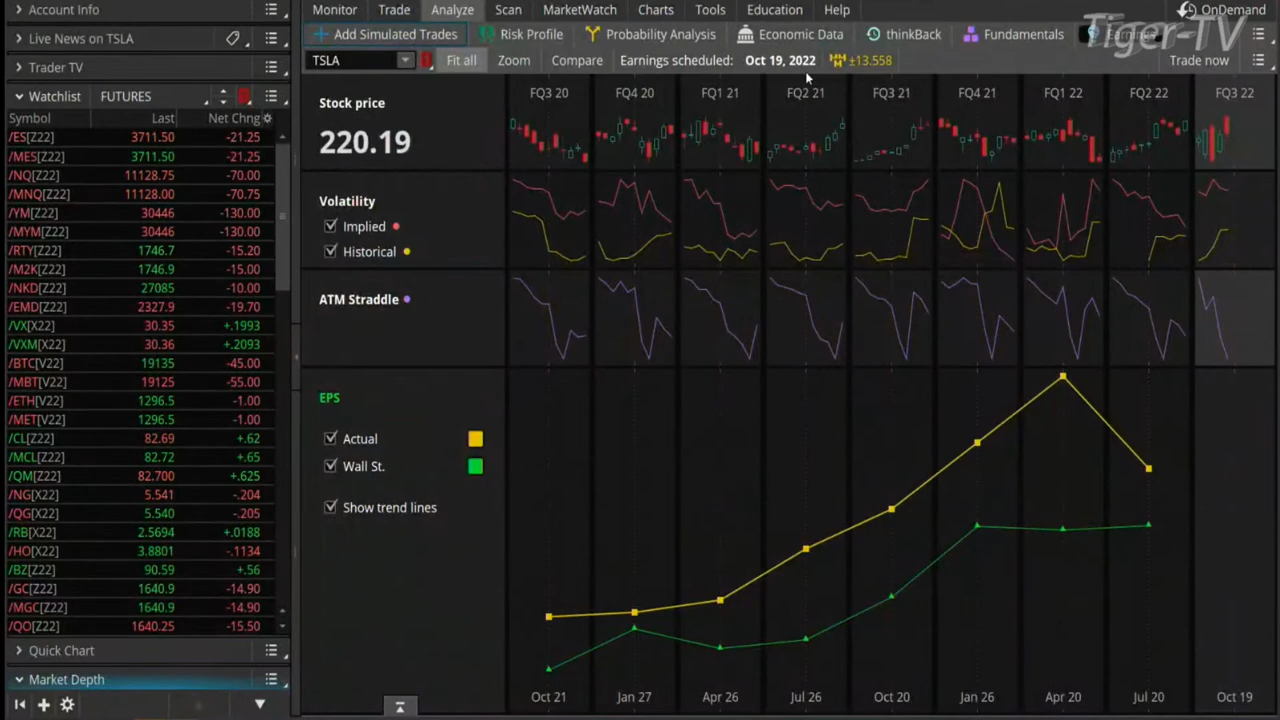 Account Info
Monitor Trade Analyze Scan MarketWatch Charts Tools Education Help OnDemand
Tiger-TV
Live News on TSLA
Add Simulated Trades Risk Profile Probability Analysis Economic Data thinkBack Fundamentals
Trader TV
TSLA Fit all Zoom Compare Earnings scheduled: Oct 19, 2022 ±13.558 Trade now
Watchlist FUTURES
Symbol Last Net Chng
/ES[Z22] 3711.50 -21.25
/MES[Z22] 3711.50 -21.25
/NQ[Z22] 11128.75 -70.00
/MNQ[Z22] 11128.00 -70.75
/YM[Z22] 30446 -130.00
/MYM[Z22] 30446 -130.00
/RTY[Z22] 1746.7 -15.20
/M2K[Z22] 1746.9 -15.00
/NKD[Z22] 27085 -10.00
/EMD[Z22] 2327.9 -19.70
/VX[X22] 30.35 +.1993
/VXM[X22] 30.36 +.2093
/BTC[V22] 19135 -45.00
/MBT[V22] 19125 -55.00
/ETH[V22] 1296.5 -1.00
/MET[V22] 1296.5 -1.00
/CL[Z22] 82.69 +.62
/MCL[Z22] 82.72 +.65
/QM[Z22] 82.700 +.625
/NG[X22] 5.541 -.204
/QG[X22] 5.540 -.205
/RB[X22] 2.5694 +.0188
/HO[X22] 3.8801 -.1134
/BZ[Z22] 90.59 +.56
/GC[Z22] 1640.9 -14.90
/MGC[Z22] 1640.9 -14.90
/QO[Z22] 1640.25 -15.50
Quick Chart
Market Depth
FQ3 20 FQ4 20 FQ1 21 FQ2 21 FQ3 21 FQ4 21 FQ1 22 FQ2 22 FQ3 22
Stock price
220.19
Volatility
Implied
Historical
ATM Straddle
EPS
Actual
Wall St.
Show trend lines
Oct 21 Jan 27 Apr 26 Jul 26 Oct 20 Jan 26 Apr 20 Jul 20 Oct 19